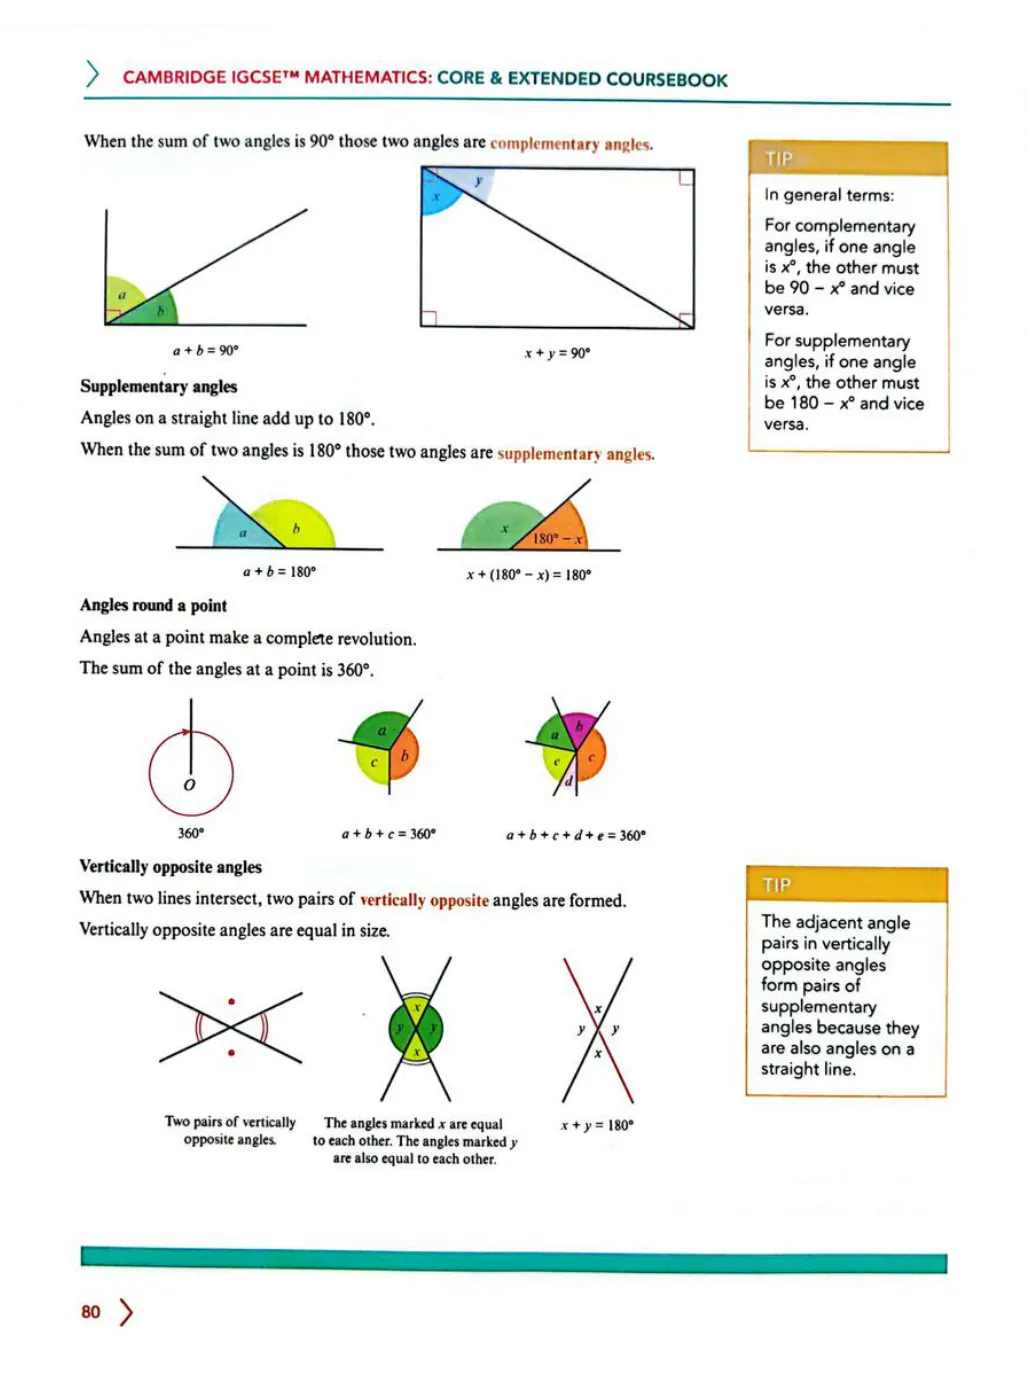 CAMBRIDGE IGCSE™ MATHEMATICS: CORE & EXTENDED COURSEBOOK
When the sum of two angles is 90° those two angles are complementary angles.
a
b
a + b = 90°
x
y
x + y = 90°
TIP
In general terms:
For complementary
angles, if one angle
is x°, the other must
be 90 – x° and vice
versa.
For supplementary
angles, if one angle
is x°, the other must
be 180 – x° and vice
versa.
Supplementary angles
Angles on a straight line add up to 180°.
When the sum of two angles is 180° those two angles are supplementary angles.
a
b
a + b = 180°
x
180° – x
x + (180° – x) = 180°
Angles round a point
Angles at a point make a complete revolution.
The sum of the angles at a point is 360°.
O
360°
a
b
c
a + b + c = 360°
a
b
c
d
e
a + b + c + d + e = 360°
Vertically opposite angles
When two lines intersect, two pairs of vertically opposite angles are formed.
Vertically opposite angles are equal in size.
Two pairs of vertically
opposite angles.
x
y y
x
The angles marked x are equal
to each other. The angles marked y
are also equal to each other.
x
y y
x
x + y = 180°
TIP
The adjacent angle
pairs in vertically
opposite angles
form pairs of
supplementary
angles because they
are also angles on a
straight line.
80